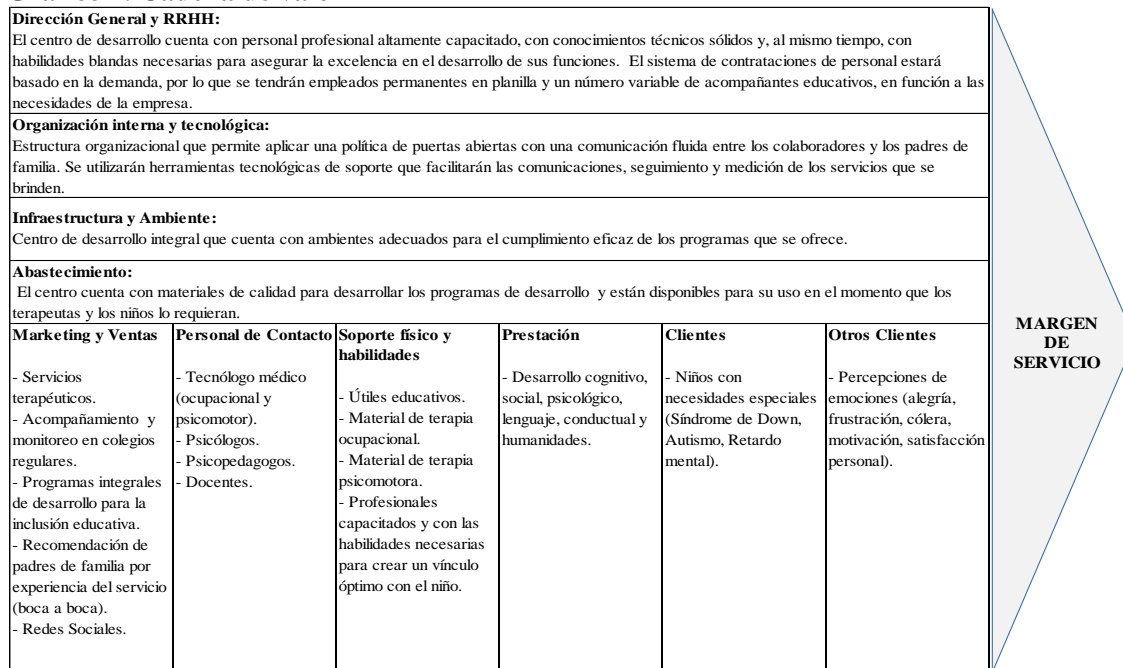 Dirección General y RRHH:
El centro de desarrollo cuenta con personal profesional altamente capacitado, con conocimientos técnicos sólidos y, al mismo tiempo, con
habilidades blandas necesarias para asegurar la excelencia en el desarrollo de sus funciones. El sistema de contrataciones de personal estará
basado en la demanda, por lo que se tendrán empleados permanentes en planilla y un número variable de acompañantes educativos, en función a las
necesidades de la empresa.
Organización interna y tecnológica:
Estructura organizacional que permite aplicar una política de puertas abiertas con una comunicación fluida entre los colaboradores y los padres de
familia. Se utilizarán herramientas tecnológicas de soporte que facilitarán las comunicaciones, seguimiento y medición de los servicios que se
brinden.
Infraestructura y Ambiente:
Centro de desarrollo integral que cuenta con ambientes adecuados para el cumplimiento eficaz de los programas que se ofrece.
Abastecimiento:
El centro cuenta con materiales de calidad para desarrollar los programas de desarrollo y están disponibles para su uso en el momento que los
terapeutas y los niños lo requieran.
Marketing y Ventas
- Servicios
terapéuticos.
- Acompañamiento y
monitoreo en colegios
regulares.
- Programas integrales
de desarrollo para la
inclusión educativa.
- Recomendación de
padres de familia por
experiencia del servicio
(boca a boca).
- Redes Sociales.
Personal de Contacto
- Tecnólogo médico
(ocupacional y
psicomotor).
- Psicólogos.
- Psicopedagogos.
- Docentes.
Soporte físico y
habilidades
- Útiles educativos.
- Material de terapia
ocupacional.
- Material de terapia
psicomotora.
- Profesionales
capacitados y con las
habilidades necesarias
para crear un vínculo
óptimo con el niño.
Prestación
- Desarrollo cognitivo,
social, psicológico,
lenguaje, conductual y
humanidades.
Clientes
- Niños con
necesidades especiales
(Síndrome de Down,
Autismo, Retardo
mental).
Otros Clientes
- Percepciones de
emociones (alegría,
frustración, cólera,
motivación, satisfacción
personal).
MARGEN
DE
SERVICIO